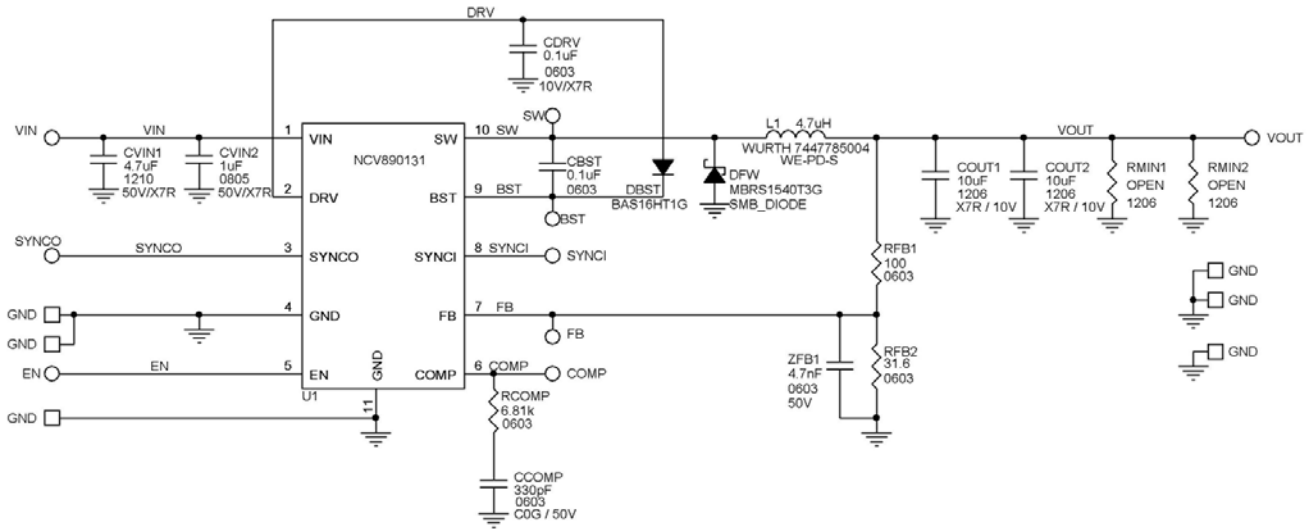 DRV
CDRV
0.1uF
0603
10V/X7R
VIN
VIN
CVIN1
4.7uF
1210
50V/X7R
CVIN2
1uF
0805
50V/X7R
1
VIN
NCV890131
SW
10 SW
SW
CBST
0.1uF
0603
2
DRV
BST
9 BST
BST
DBST
BAS16HT1G
DFW
MBRS1540T3G
SMB_DIODE
L1 4.7uH
WURTH 7447785004
WE-PD-S
VOUT
VOUT
COUT1
10uF
1206
X7R / 10V
COUT2
10uF
1206
X7R / 10V
RMIN1
OPEN
1206
RMIN2
OPEN
1206
SYNCO
SYNCO
3
SYNCO
SYNCI
8 SYNCI
SYNCI
RFB1
100
0603
GND
GND
GND
GND
GND
4
GND
FB
7 FB
FB
ZFB1
4.7nF
0603
50V
RFB2
31.6
0603
EN
EN
5
EN
GND
COMP
6 COMP
COMP
U1
11
GND
RCOMP
6.81k
0603
CCOMP
330pF
0603
C0G / 50V